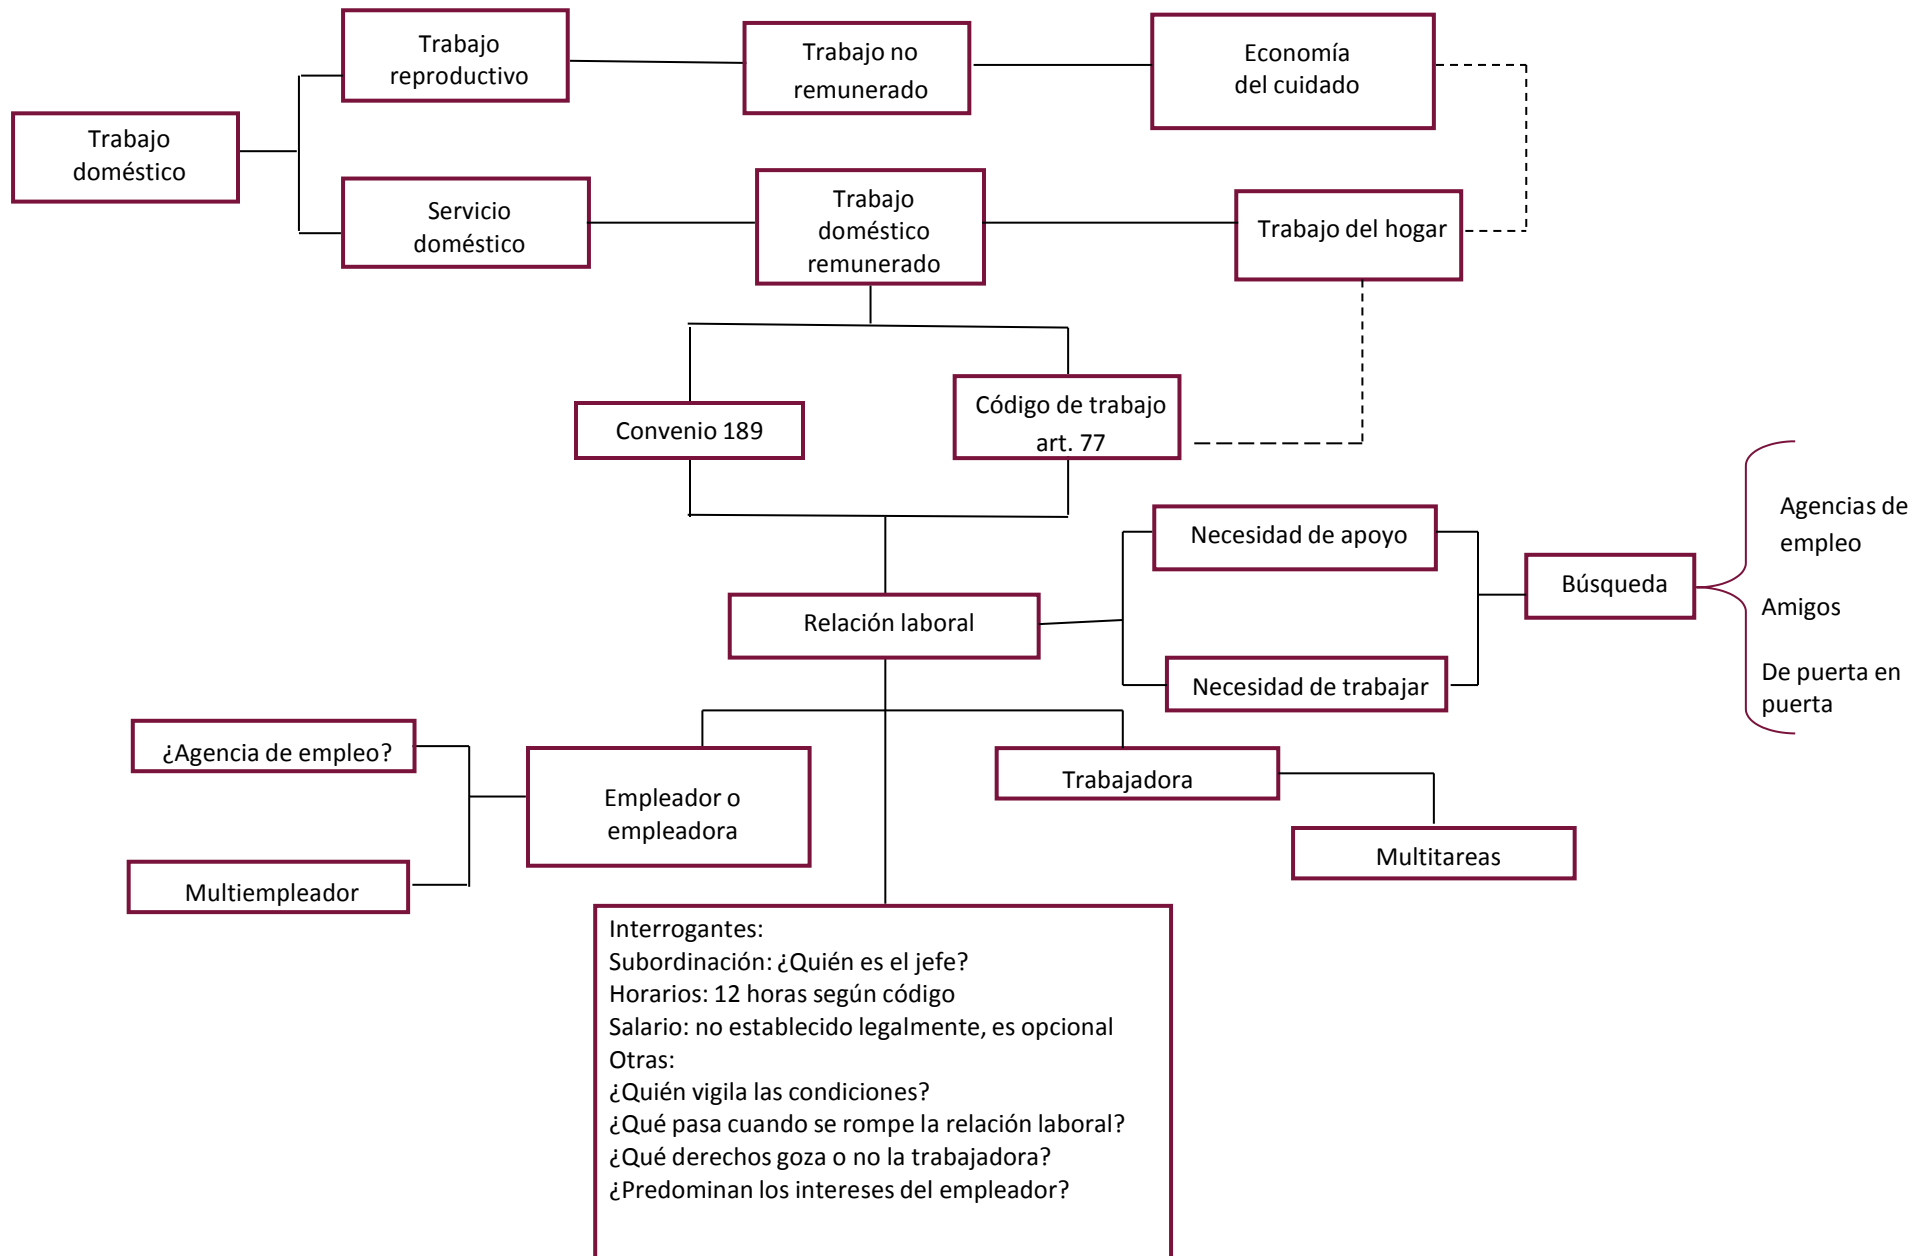 Trabajo
reproductivo
Trabajo no
remunerado
Economía
del cuidado
Trabajo
doméstico
Servicio
doméstico
Trabajo
doméstico
remunerado
Trabajo del hogar
Convenio 189
Código de trabajo
art. 77
Necesidad de apoyo
Búsqueda
Agencias de
empleo
Amigos
De puerta en
puerta
Relación laboral
Necesidad de trabajar
¿Agencia de empleo?
Empleador o
empleadora
Trabajadora
Multiempleador
Multitareas
Interrogantes:
Subordinación: ¿Quién es el jefe?
Horarios: 12 horas según código
Salario: no establecido legalmente, es opcional
Otras:
¿Quién vigila las condiciones?
¿Qué pasa cuando se rompe la relación laboral?
¿Qué derechos goza o no la trabajadora?
¿Predominan los intereses del empleador?